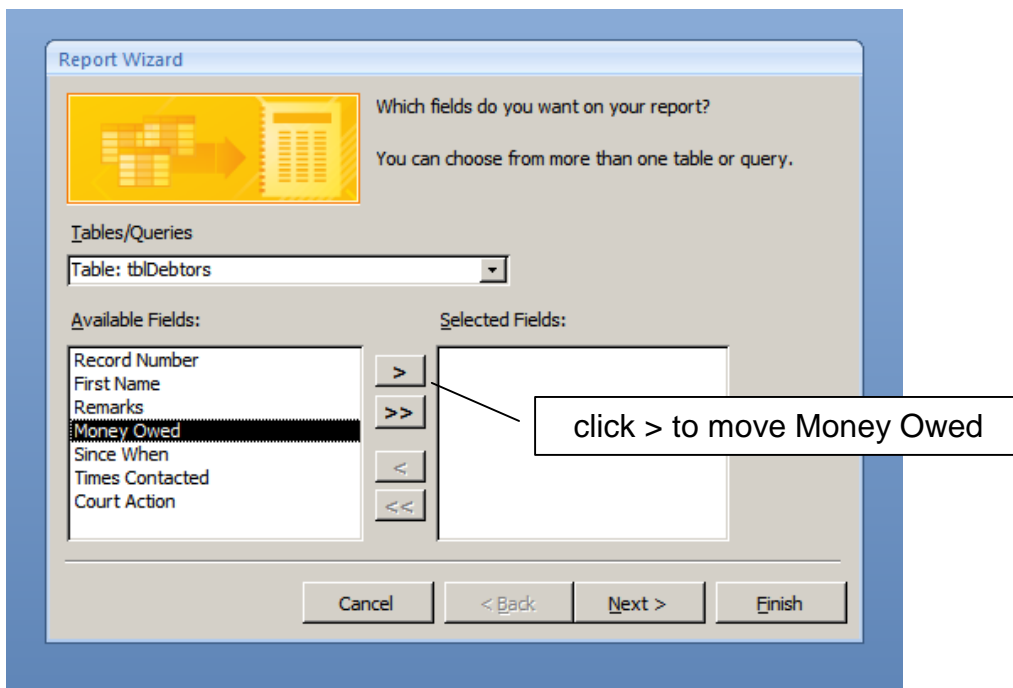 Report Wizard
Which fields do you want on your report?
You can choose from more than one table or query.
Tables/Queries
Table: tblDebtors
Available Fields:
Selected Fields:
Record Number
First Name
Remarks
Money Owed
Since When
Times Contacted
Court Action
>
>>
<
<<
click > to move Money Owed
Cancel
< Back
Next >
Finish